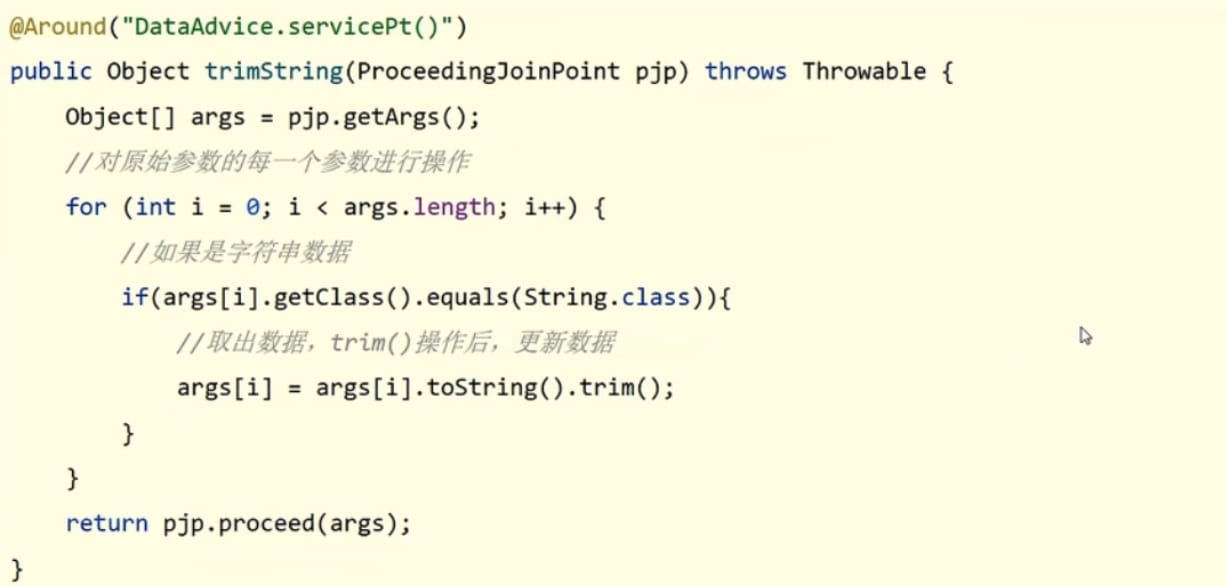 @Around("DataAdvice.servicePt()")
public Object trimString(ProceedingJoinPoint pjp) throws Throwable {
    Object[] args = pjp.getArgs();
    //对原始参数的每一个参数进行操作
    for (int i = 0; i < args.length; i++) {
        //如果是字符串数据
        if(args[i].getClass().equals(String.class)){
            //取出数据，trim()操作后，更新数据
            args[i] = args[i].toString().trim();
        }
    }
    return pjp.proceed(args);
}